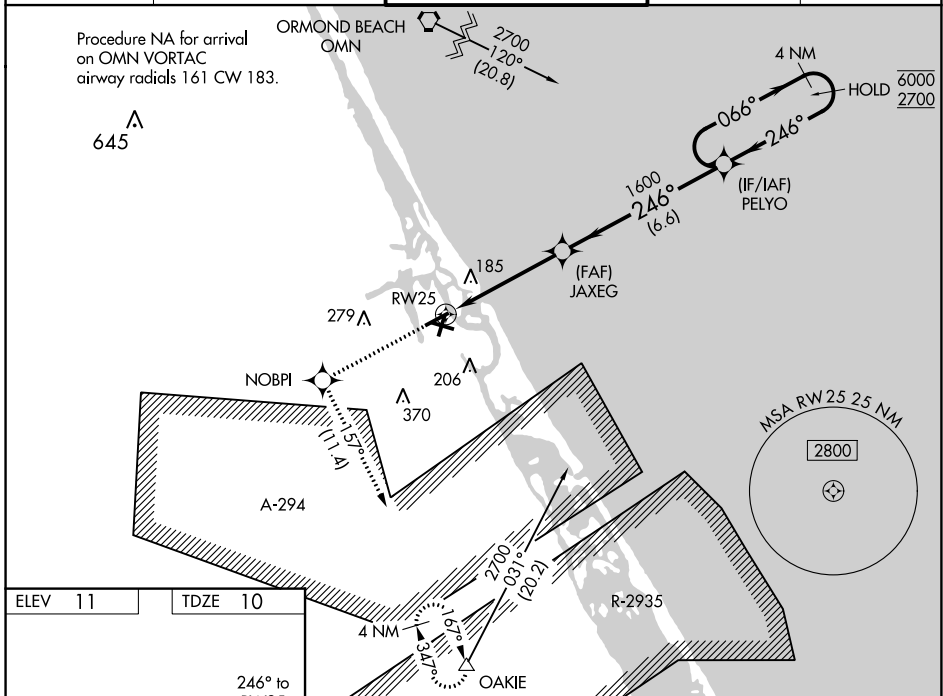 Procedure NA for arrival
on OMN VORTAC
airway radials 161 CW 183.
ORMOND BEACH
OMN
2700
120°
(20.8)
4 NM
HOLD
6000
2700
066°
246°
645
(IF/IAF)
PELYO
1600
246°
(6.6)
(FAF)
JAXEG
185
RW25
279
NOBPI
206
370
157°
(11.4)
MSA RW25 25 NM
2800
A-294
2700
031°
(20.2)
R-2935
4 NM
167°
347°
OAKIE
ELEV 11
TDZE 10
246° to